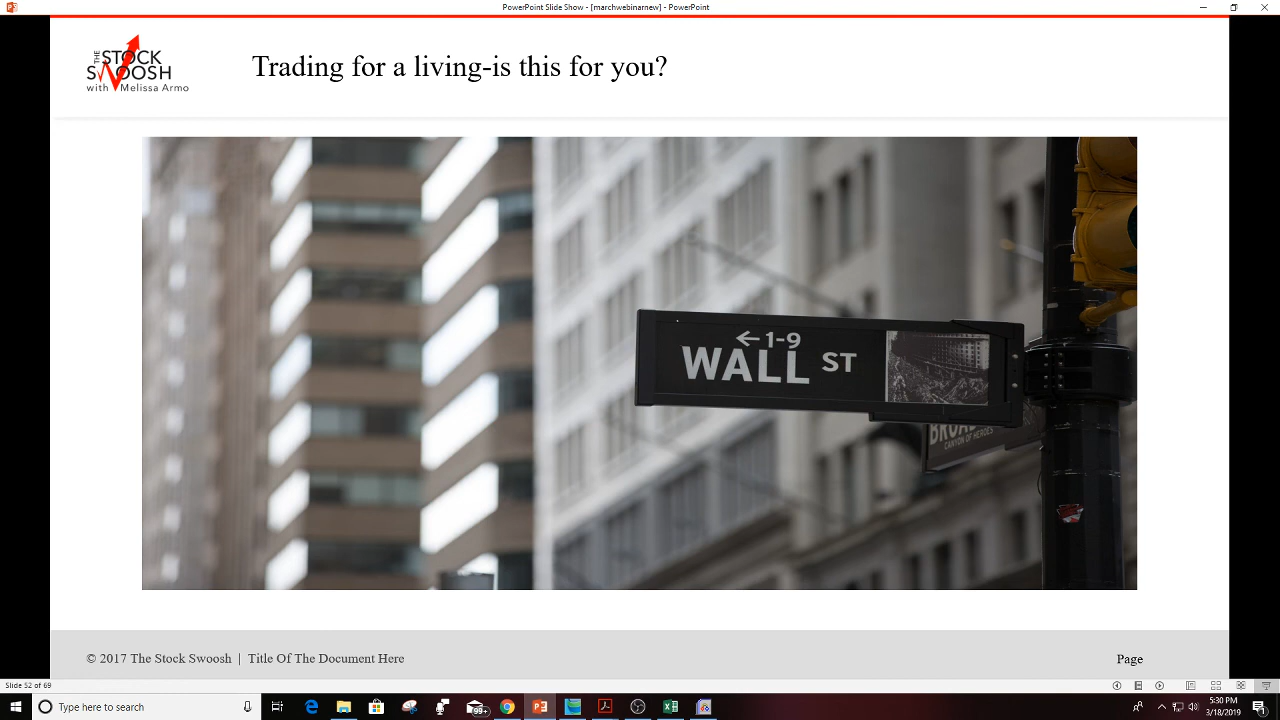 PowerPoint Slide Show - [marchwebinarnew] - PowerPoint
THE
STOCK
SWOOSH
with Melissa Armo
Trading for a living-is this for you?
←1-9
WALL ST
BROAD
CANYON OF HEROES
© 2017 The Stock Swoosh | Title Of The Document Here
Page
Slide 52 of 69
Type here to search
99+
5:30 PM
3/18/2019